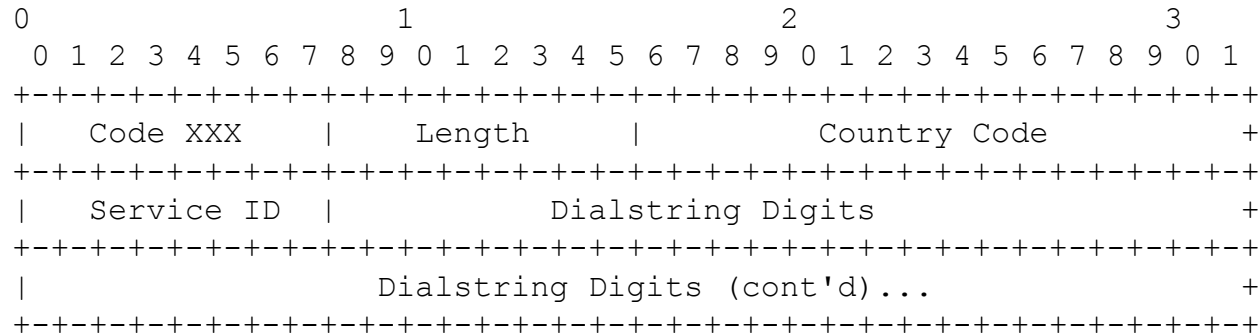 0                   1                   2                   3
 0 1 2 3 4 5 6 7 8 9 0 1 2 3 4 5 6 7 8 9 0 1 2 3 4 5 6 7 8 9 0 1
+-+-+-+-+-+-+-+-+-+-+-+-+-+-+-+-+-+-+-+-+-+-+-+-+-+-+-+-+-+-+-+-+
|   Code XXX    |    Length     |         Country Code          +
+-+-+-+-+-+-+-+-+-+-+-+-+-+-+-+-+-+-+-+-+-+-+-+-+-+-+-+-+-+-+-+-+
|   Service ID  |           Dialstring Digits                   +
+-+-+-+-+-+-+-+-+-+-+-+-+-+-+-+-+-+-+-+-+-+-+-+-+-+-+-+-+-+-+-+-+
|                  Dialstring Digits (cont'd)...                +
+-+-+-+-+-+-+-+-+-+-+-+-+-+-+-+-+-+-+-+-+-+-+-+-+-+-+-+-+-+-+-+-+